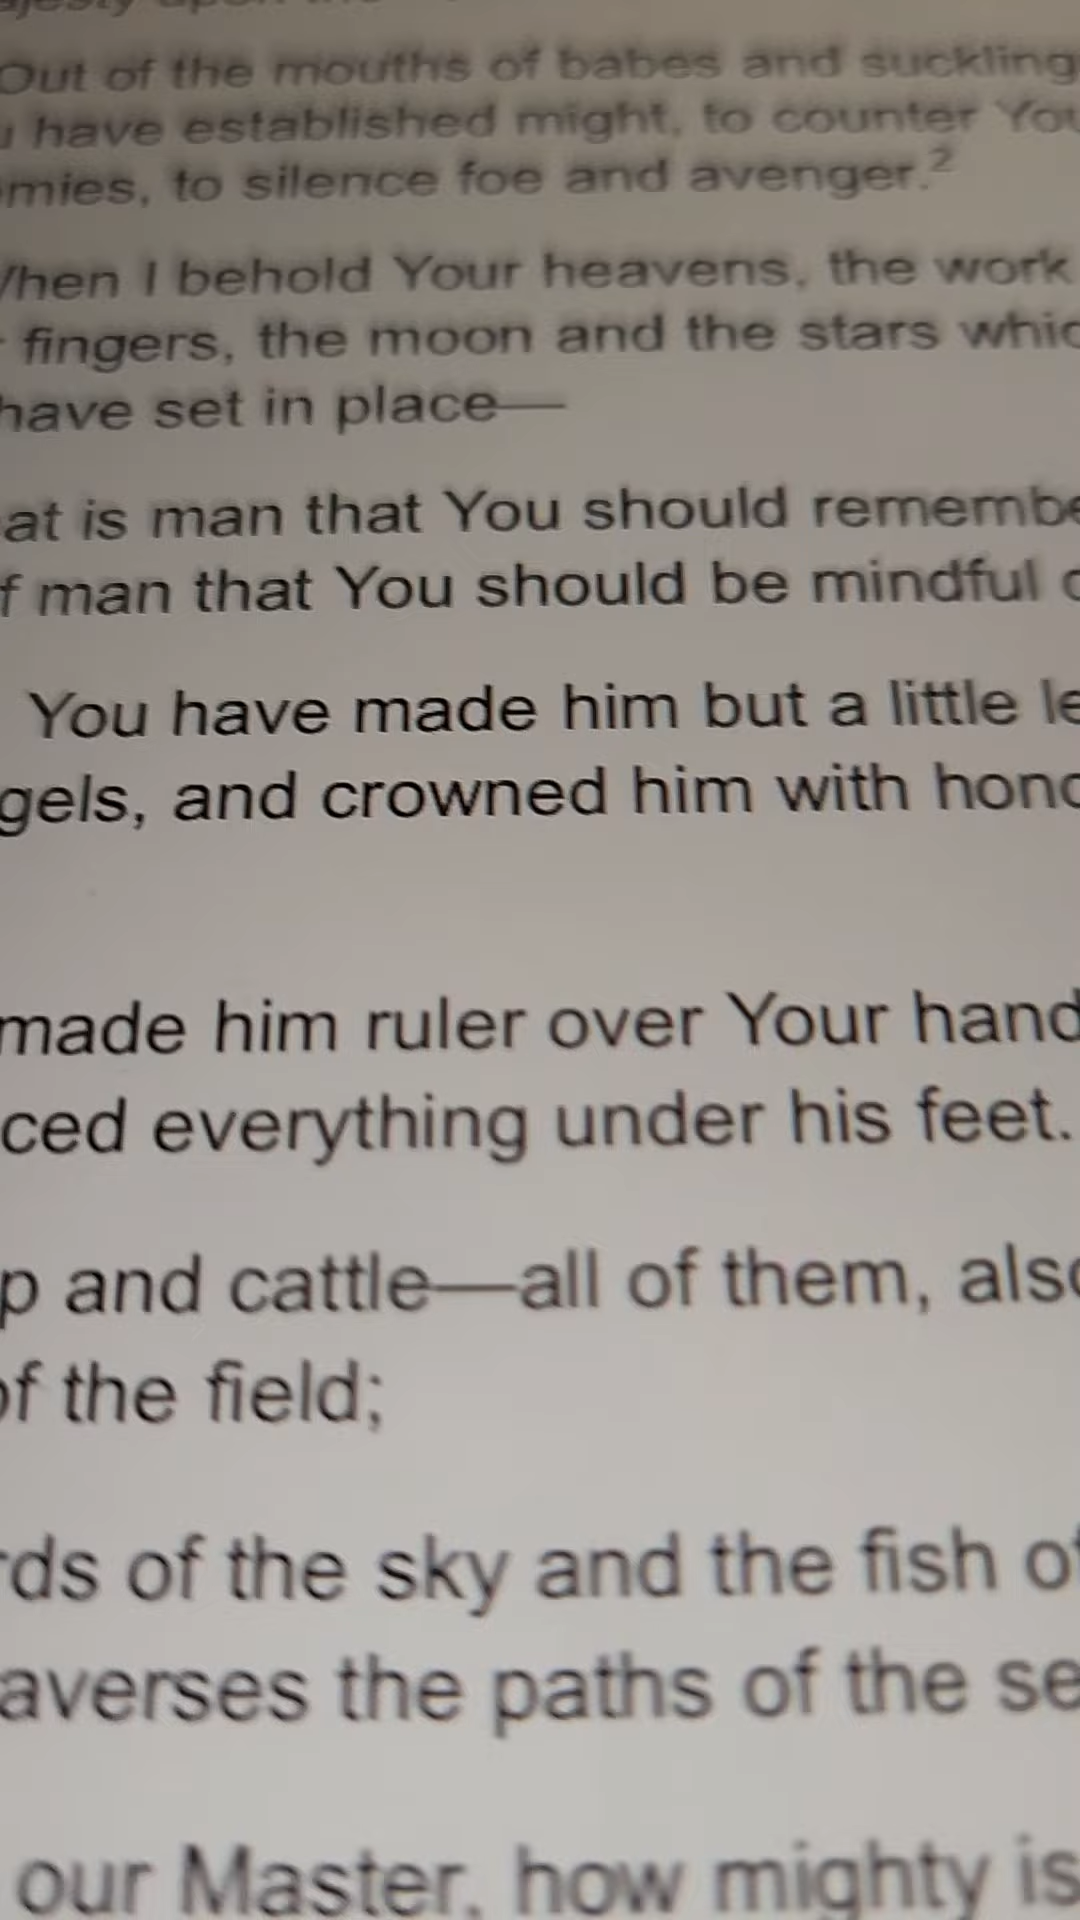 Out of the mouths of babes and suckling
have established might, to counter You
mies, to silence foe and avenger.²
When I behold Your heavens, the work
fingers, the moon and the stars whic
have set in place—
at is man that You should remembe
f man that You should be mindful o
You have made him but a little le
gels, and crowned him with hono
made him ruler over Your hand
ced everything under his feet.
p and cattle—all of them, also
of the field;
rds of the sky and the fish of
averses the paths of the se
our Master, how mighty is